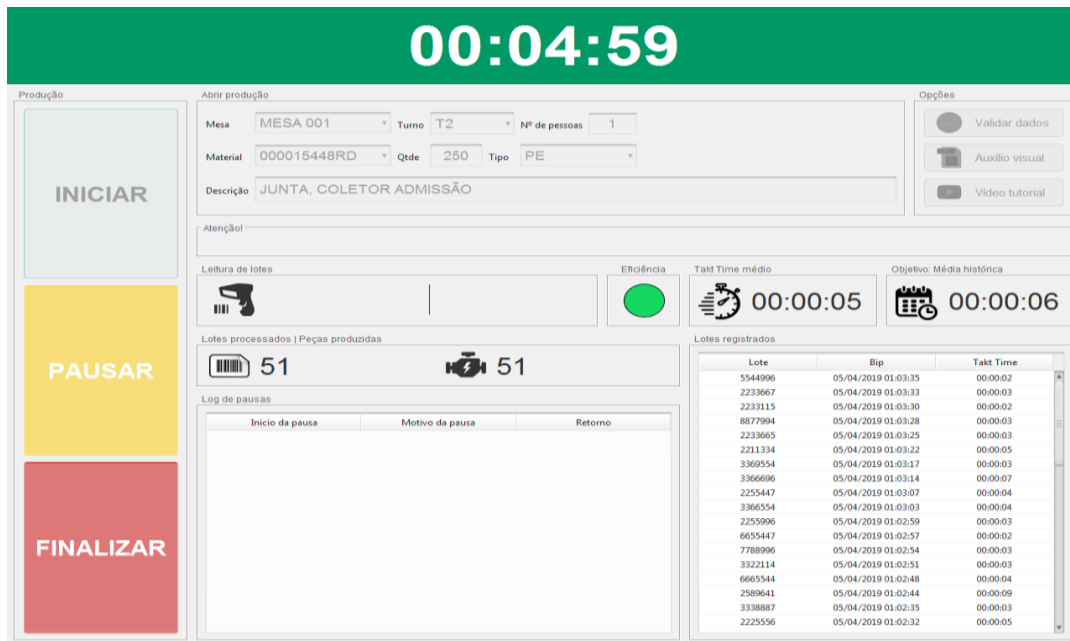 00:04:59
Produção
INICIAR
PAUSAR
FINALIZAR
Abrir produção
Mesa MESA 001 Turno T2 Nº de pessoas 1
Material 000015448RD Qtde 250 Tipo PE
Descrição JUNTA, COLETOR ADMISSÃO
Opções
Validar dados
Auxílio visual
Vídeo tutorial
Atenção!
Leitura de lotes
Eficiência
Takt Time médio
00:00:05
Objetivo: Média histórica
00:00:06
Lotes processados | Peças produzidas
51 51
Log de pausas
Inicio da pausa Motivo da pausa Retorno
Lotes registrados
Lote Bip Takt Time
5544996 05/04/2019 01:03:35 00:00:02
2233667 05/04/2019 01:03:33 00:00:03
2233115 05/04/2019 01:03:30 00:00:02
8877994 05/04/2019 01:03:28 00:00:03
2233665 05/04/2019 01:03:25 00:00:03
2211334 05/04/2019 01:03:22 00:00:05
3369554 05/04/2019 01:03:17 00:00:03
3366696 05/04/2019 01:03:14 00:00:07
2255447 05/04/2019 01:03:07 00:00:04
3366554 05/04/2019 01:03:03 00:00:04
2255996 05/04/2019 01:02:59 00:00:03
6655447 05/04/2019 01:02:57 00:00:02
7788996 05/04/2019 01:02:54 00:00:03
3322114 05/04/2019 01:02:51 00:00:03
6665544 05/04/2019 01:02:48 00:00:04
2589641 05/04/2019 01:02:44 00:00:09
3338887 05/04/2019 01:02:35 00:00:03
2225556 05/04/2019 01:02:32 00:00:05